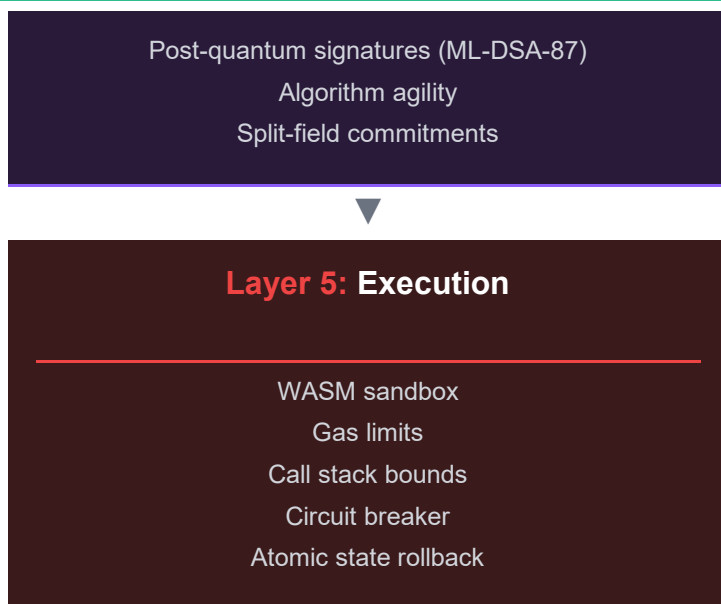 Post-quantum signatures (ML-DSA-87)
Algorithm agility
Split-field commitments
Layer 5: Execution
WASM sandbox
Gas limits
Call stack bounds
Circuit breaker
Atomic state rollback